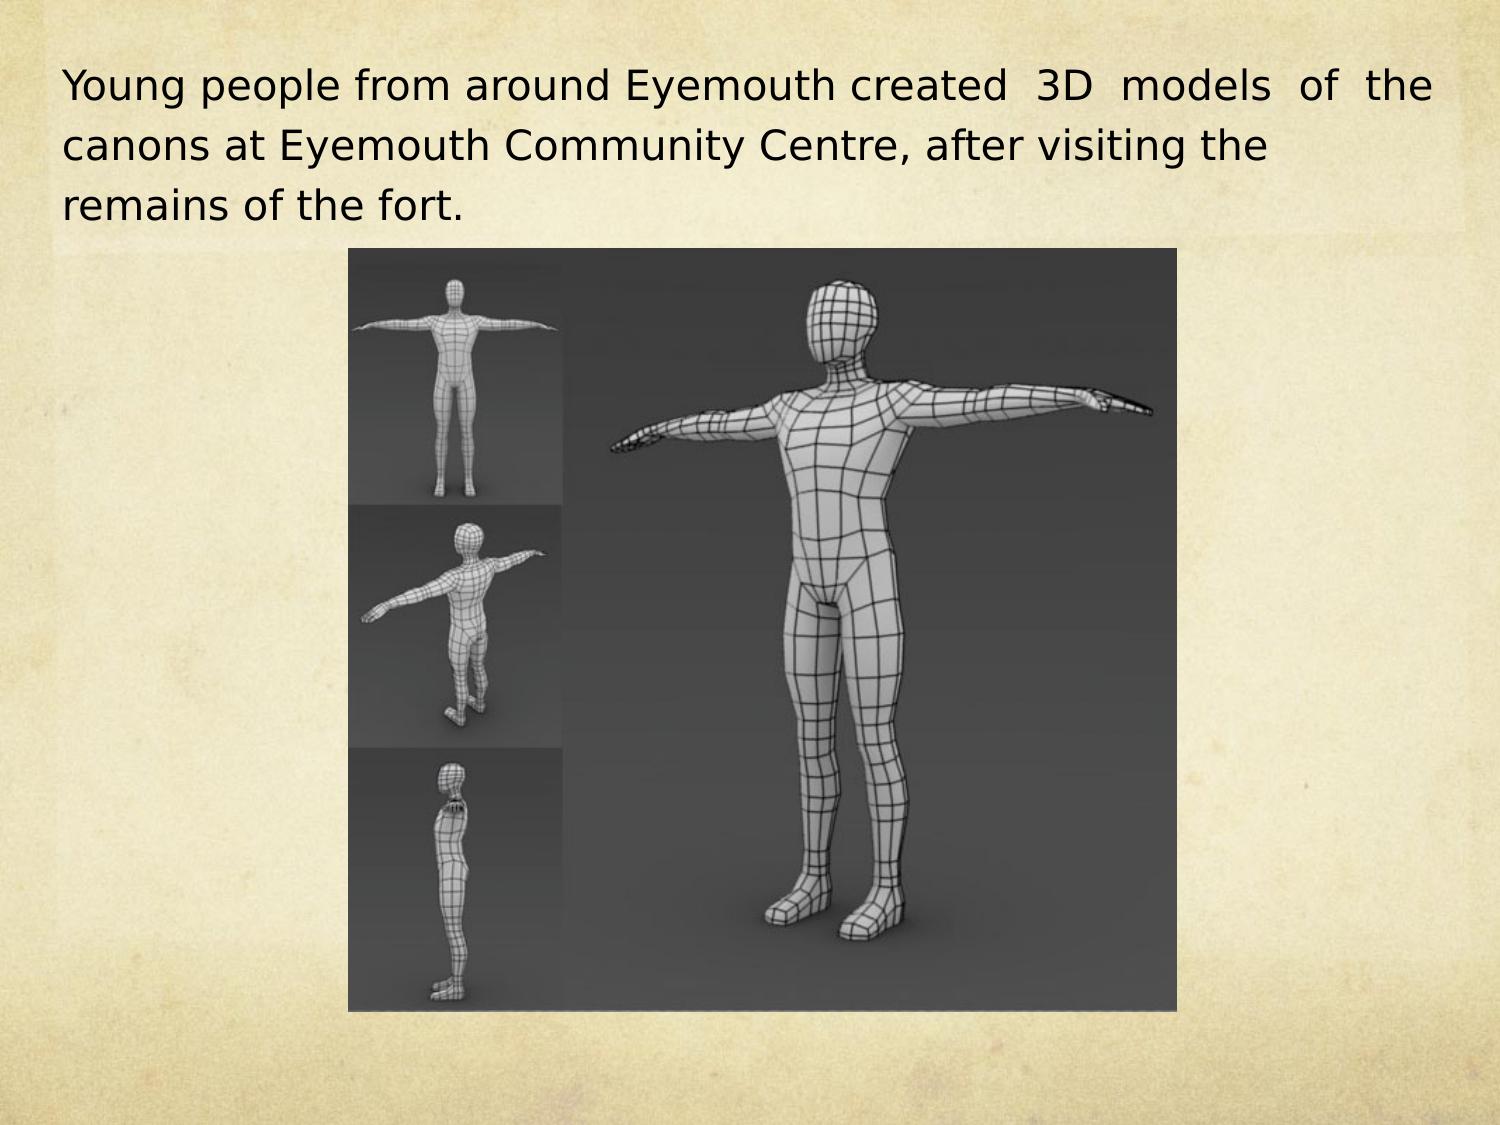 Young people from around Eyemouth created 3D models of the
canons at Eyemouth Community Centre, after visiting the
remains of the fort.